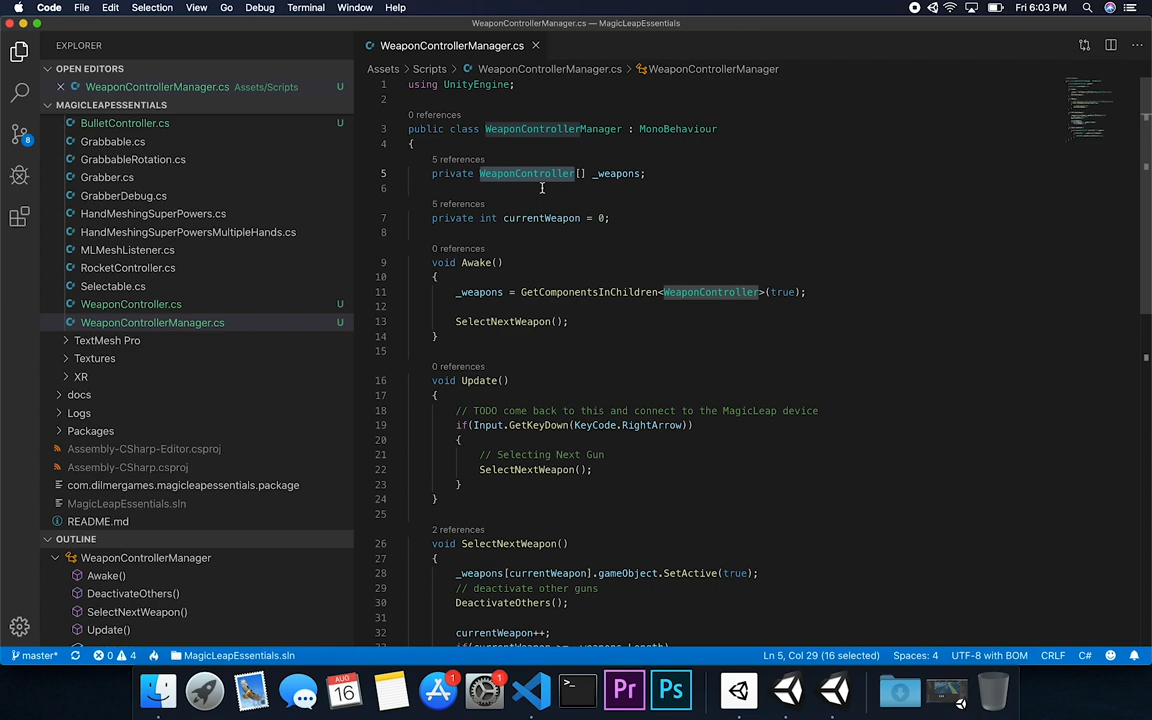 Code File Edit Selection View Go Debug Terminal Window Help Fri 6:03 PM
WeaponControllerManager.cs — MagicLeapEssentials
EXPLORER
OPEN EDITORS
WeaponControllerManager.cs Assets/Scripts U
MAGICLEAPESSENTIALS
BulletController.cs U
Grabbable.cs
GrabbableRotation.cs
Grabber.cs
GrabberDebug.cs
HandMeshingSuperPowers.cs
HandMeshingSuperPowersMultipleHands.cs
MLMeshListener.cs
RocketController.cs
Selectable.cs
WeaponController.cs U
WeaponControllerManager.cs U
TextMesh Pro
Textures
XR
docs
Logs
Packages
Assembly-CSharp-Editor.csproj
Assembly-CSharp.csproj
com.dilmergames.magicleapessentials.package
MagicLeapEssentials.sln
README.md
OUTLINE
WeaponControllerManager
Awake()
DeactivateOthers()
SelectNextWeapon()
Update()
8
WeaponControllerManager.cs
Assets > Scripts > WeaponControllerManager.cs > WeaponControllerManager
1 using UnityEngine;
2
0 references
3 public class WeaponControllerManager : MonoBehaviour
4 {
5 references
5 private WeaponController[] _weapons;
6
5 references
7 private int currentWeapon = 0;
8
0 references
9 void Awake()
10 {
11 _weapons = GetComponentsInChildren<WeaponController>(true);
12
13 SelectNextWeapon();
14 }
15
0 references
16 void Update()
17 {
18 // TODO come back to this and connect to the MagicLeap device
19 if(Input.GetKeyDown(KeyCode.RightArrow))
20 {
21 // Selecting Next Gun
22 SelectNextWeapon();
23 }
24 }
25
2 references
26 void SelectNextWeapon()
27 {
28 _weapons[currentWeapon].gameObject.SetActive(true);
29 // deactivate other guns
30 DeactivateOthers();
31
32 currentWeapon++;
33 if(currentWeapon >= _weapons.Length)
master* 0 4 MagicLeapEssentials.sln Ln 5, Col 29 (16 selected) Spaces: 4 UTF-8 with BOM CRLF C#
AUG
16
1
1
Pr
Ps